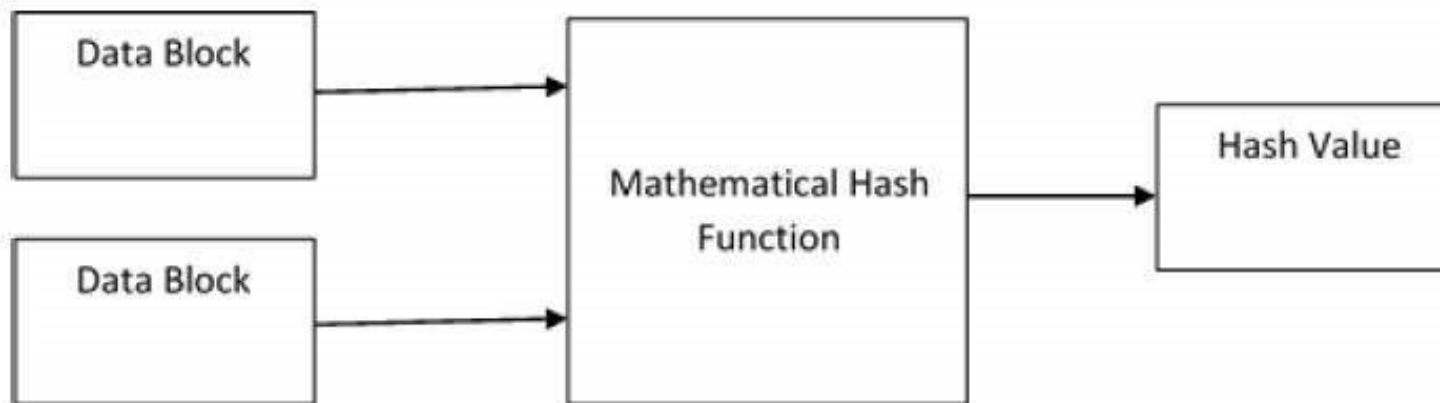 Data Block
Mathematical Hash
Function
Hash Value
Data Block